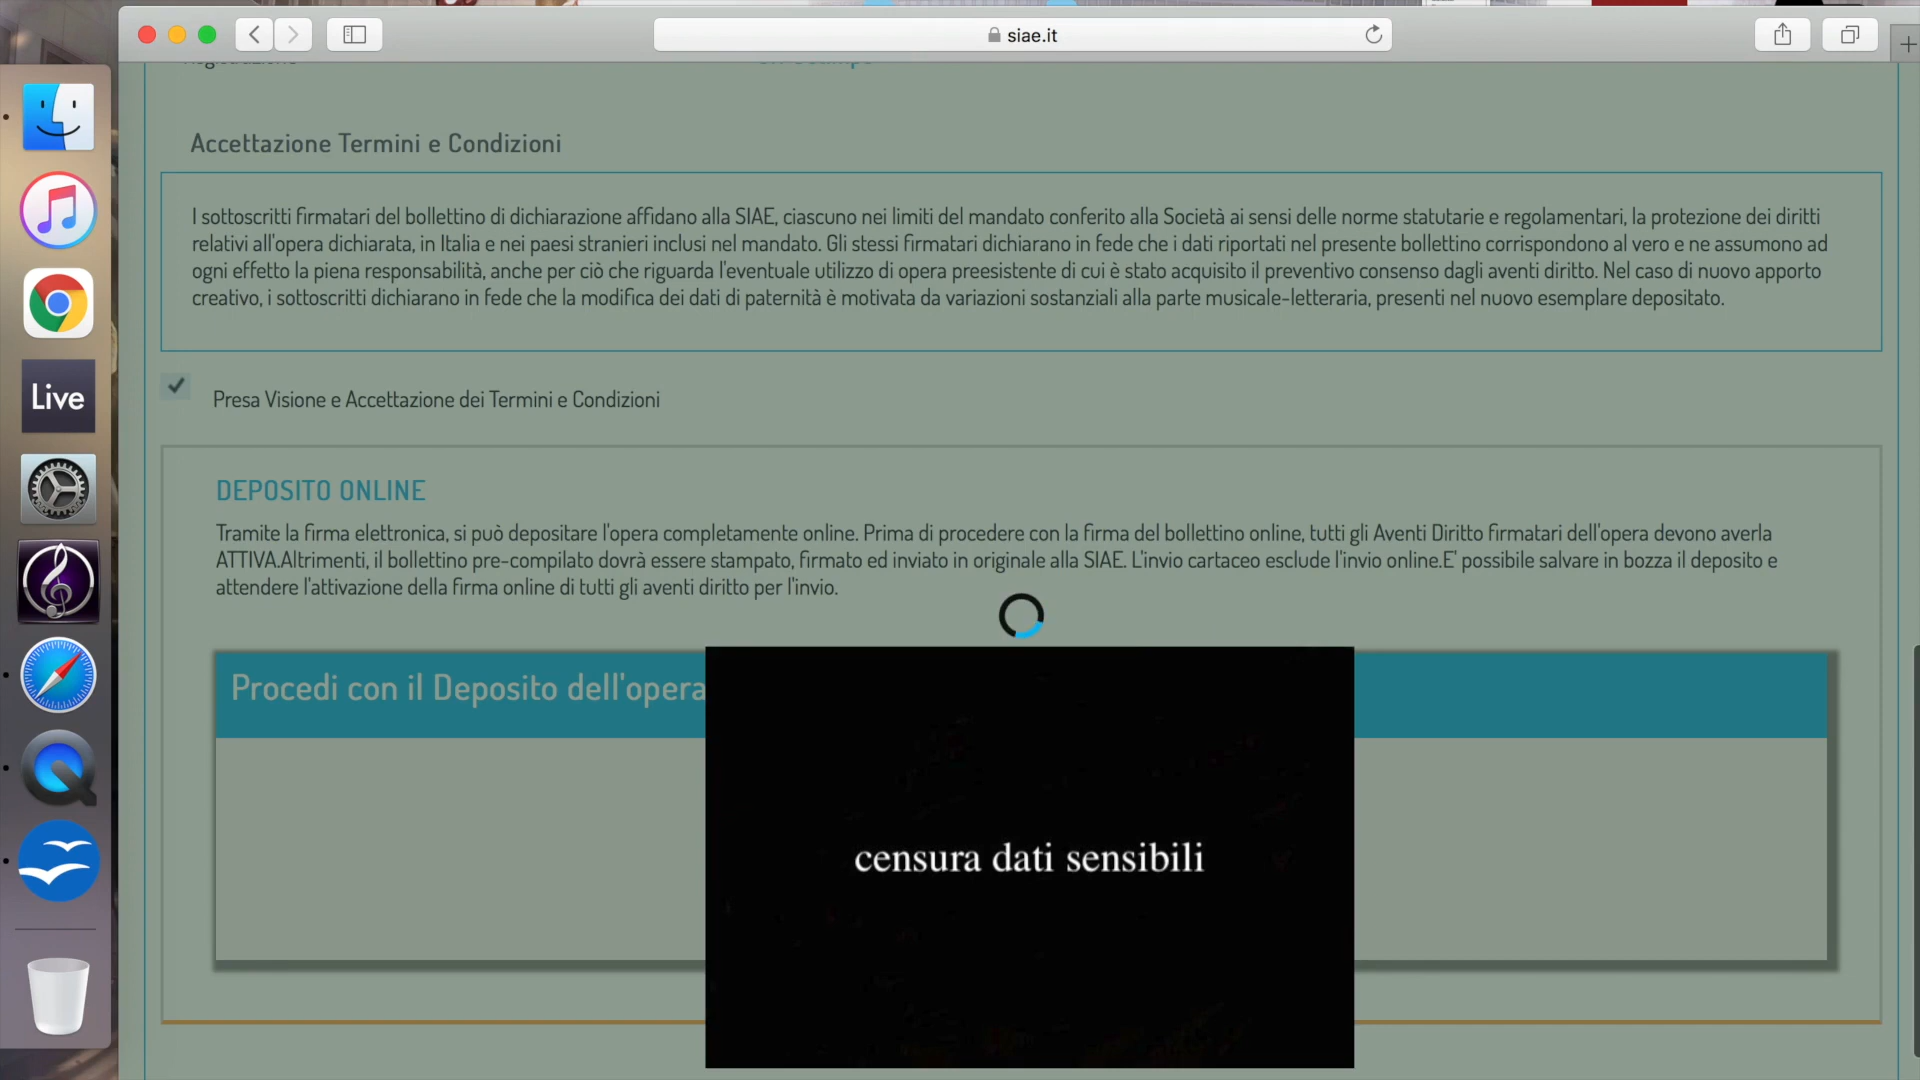 siae.it
Accettazione Termini e Condizioni
I sottoscritti firmatari del bollettino di dichiarazione affidano alla SIAE, ciascuno nei limiti del mandato conferito alla Società ai sensi delle norme statutarie e regolamentari, la protezione dei diritti
relativi all'opera dichiarata, in Italia e nei paesi stranieri inclusi nel mandato. Gli stessi firmatari dichiarano in fede che i dati riportati nel presente bollettino corrispondono al vero e ne assumono ad
ogni effetto la piena responsabilità, anche per ciò che riguarda l'eventuale utilizzo di opera preesistente di cui è stato acquisito il preventivo consenso dagli aventi diritto. Nel caso di nuovo apporto
creativo, i sottoscritti dichiarano in fede che la modifica dei dati di paternità è motivata da variazioni sostanziali alla parte musicale-letteraria, presenti nel nuovo esemplare depositato.
Live
Presa Visione e Accettazione dei Termini e Condizioni
DEPOSITO ONLINE
Tramite la firma elettronica, si può depositare l'opera completamente online. Prima di procedere con la firma del bollettino online, tutti gli Aventi Diritto firmatari dell'opera devono averla
ATTIVA.Altrimenti, il bollettino pre-compilato dovrà essere stampato, firmato ed inviato in originale alla SIAE. L'invio cartaceo esclude l'invio online.E' possibile salvare in bozza il deposito e
attendere l'attivazione della firma online di tutti gli aventi diritto per l'invio.
Procedi con il Deposito dell'opera
censura dati sensibili